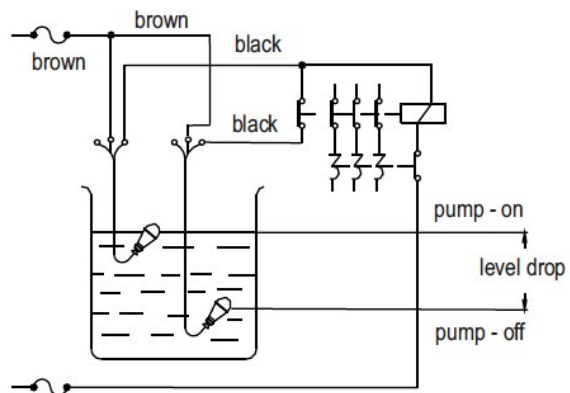 brown
brown
black
black
pump - on
level drop
pump - off